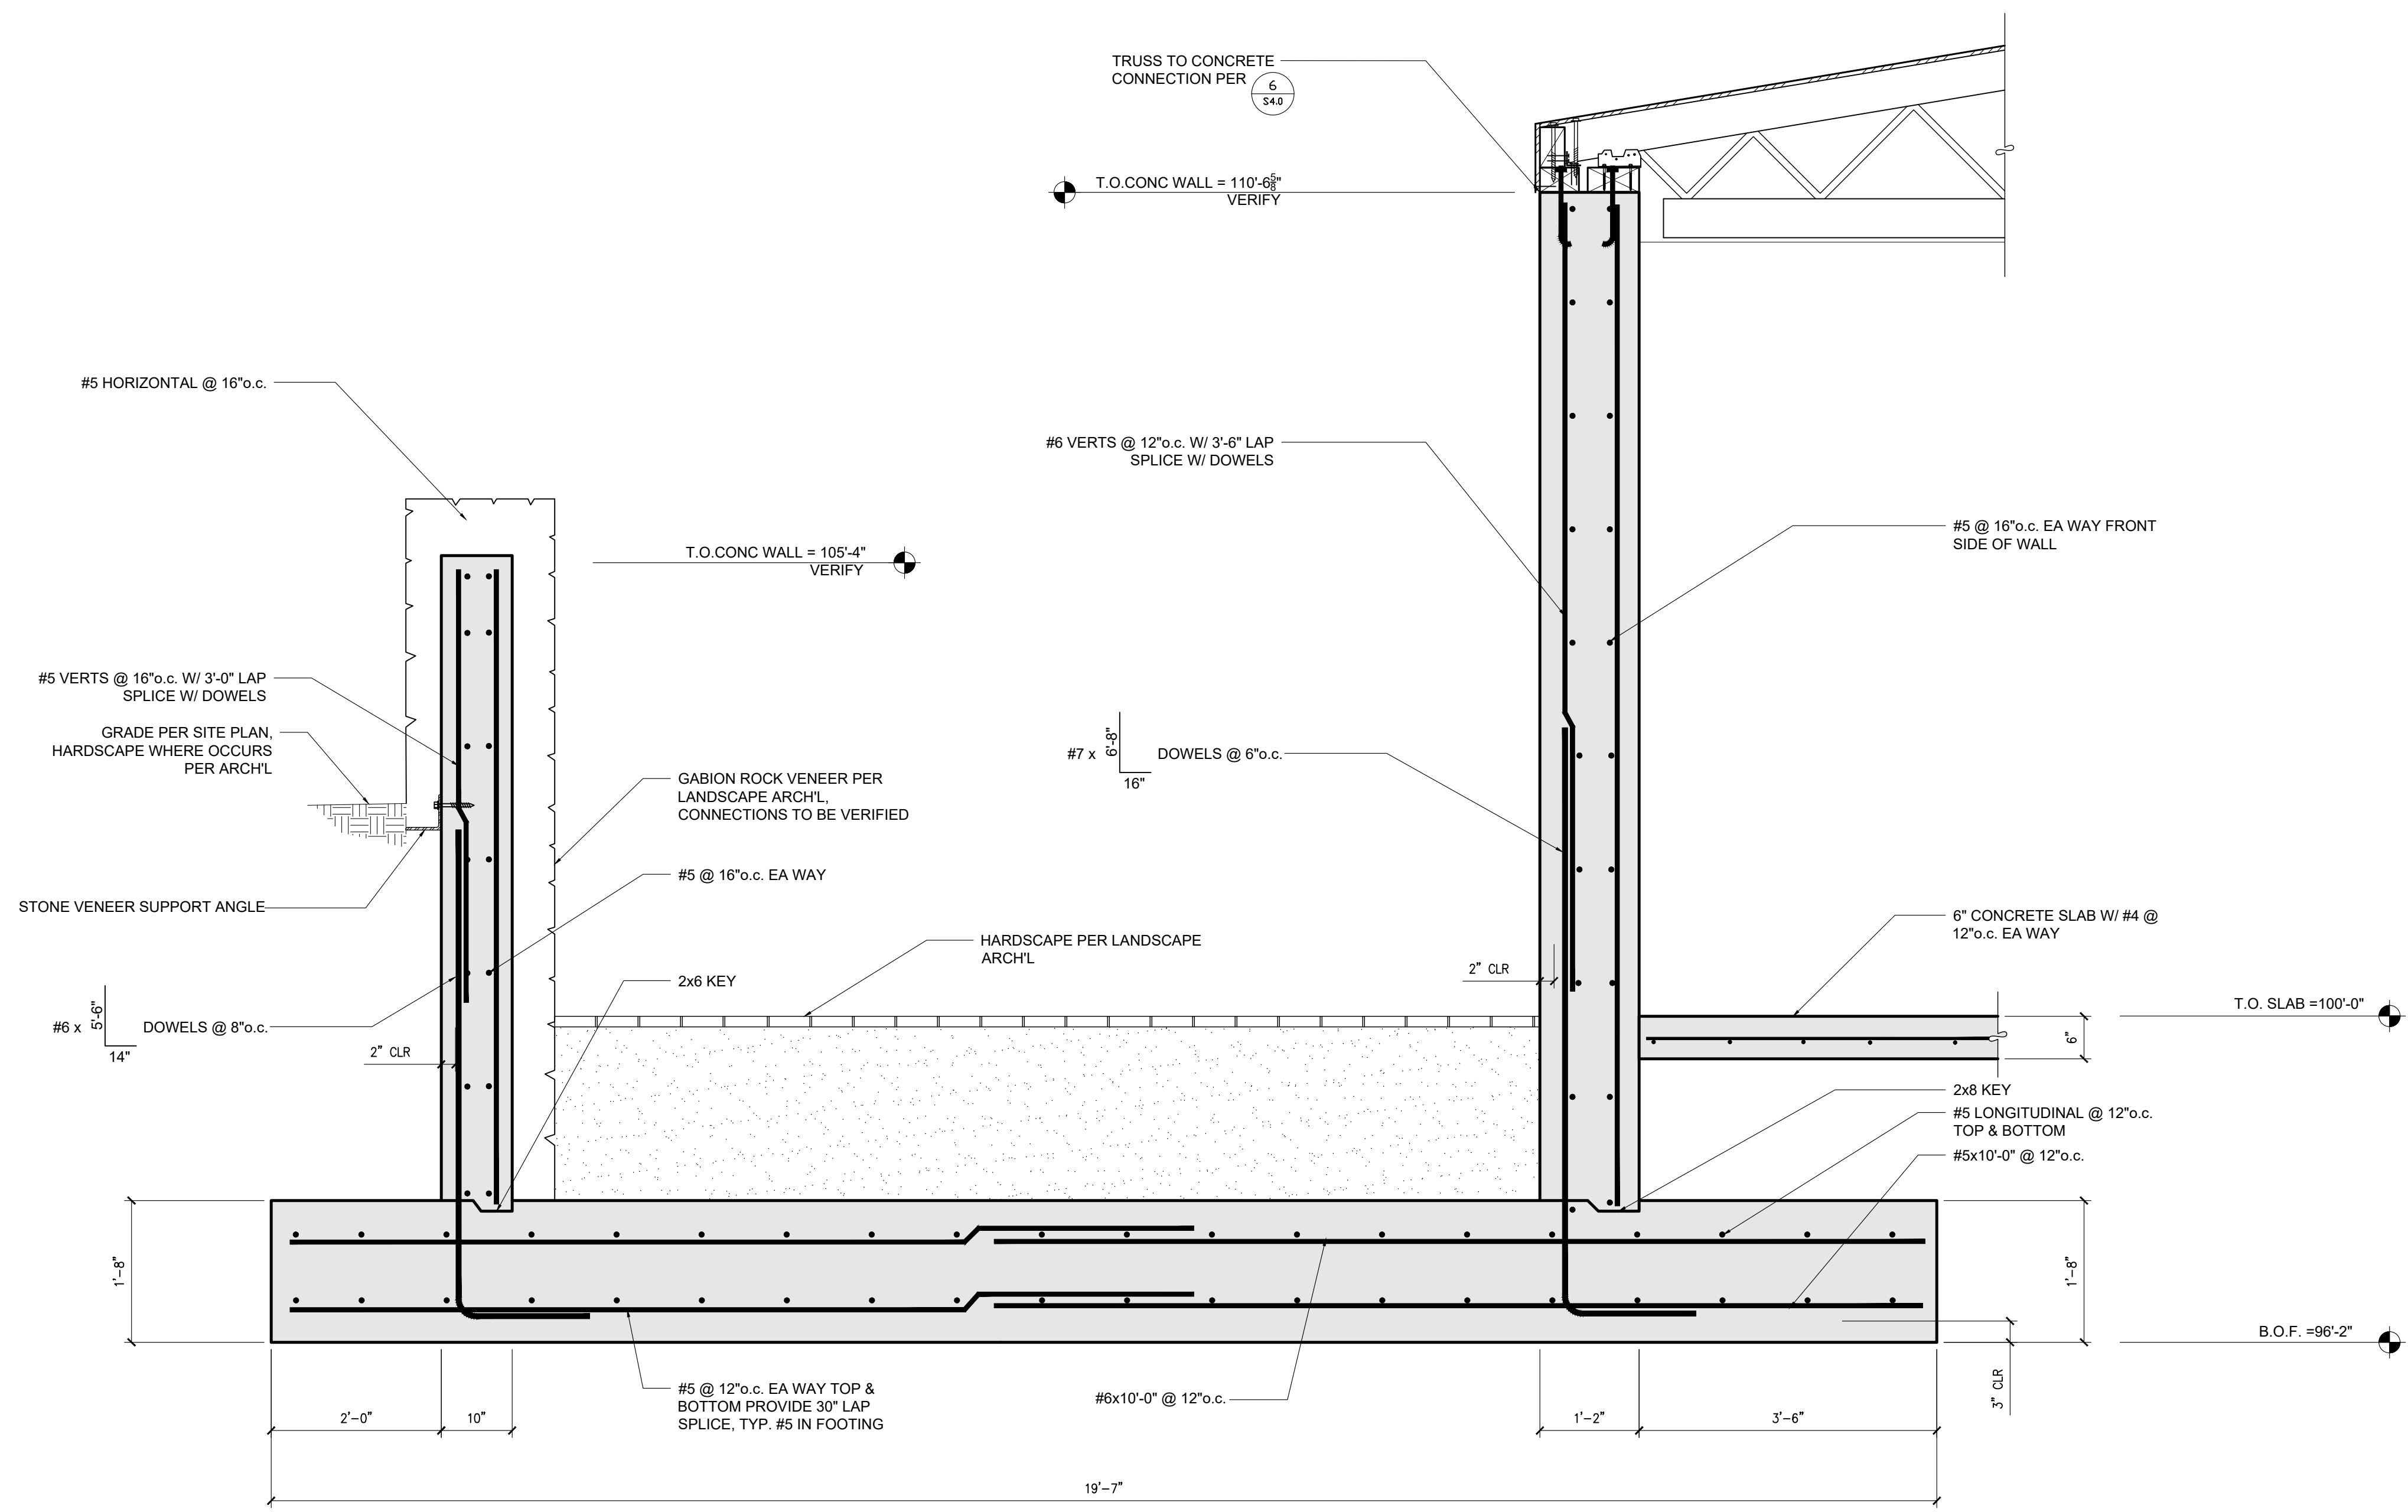 TRUSS TO CONCRETE
CONNECTION PER
6
S4.0
T.O.CONC WALL = 110'-6⅝"
VERIFY
#5 HORIZONTAL @ 16"o.c.
#6 VERTS @ 12"o.c. W/ 3'-6" LAP
SPLICE W/ DOWELS
#5 @ 16"o.c. EA WAY FRONT
SIDE OF WALL
T.O.CONC WALL = 105'-4"
VERIFY
#5 VERTS @ 16"o.c. W/ 3'-0" LAP
SPLICE W/ DOWELS
GRADE PER SITE PLAN,
HARDSCAPE WHERE OCCURS
PER ARCH'L
#7 x 6'-8" DOWELS @ 6"o.c.
16"
GABION ROCK VENEER PER
LANDSCAPE ARCH'L,
CONNECTIONS TO BE VERIFIED
#5 @ 16"o.c. EA WAY
STONE VENEER SUPPORT ANGLE
6" CONCRETE SLAB W/ #4 @
12"o.c. EA WAY
HARDSCAPE PER LANDSCAPE
ARCH'L
2" CLR
2x6 KEY
T.O. SLAB =100'-0"
#6 x 5'-6" DOWELS @ 8"o.c.
14"
2" CLR
6"
2x8 KEY
#5 LONGITUDINAL @ 12"o.c.
TOP & BOTTOM
#5x10'-0" @ 12"o.c.
1'-8"
1'-8"
B.O.F. =96'-2"
3" CLR
#5 @ 12"o.c. EA WAY TOP &
BOTTOM PROVIDE 30" LAP
SPLICE, TYP. #5 IN FOOTING
#6x10'-0" @ 12"o.c.
2'-0"
10"
1'-2"
3'-6"
19'-7"